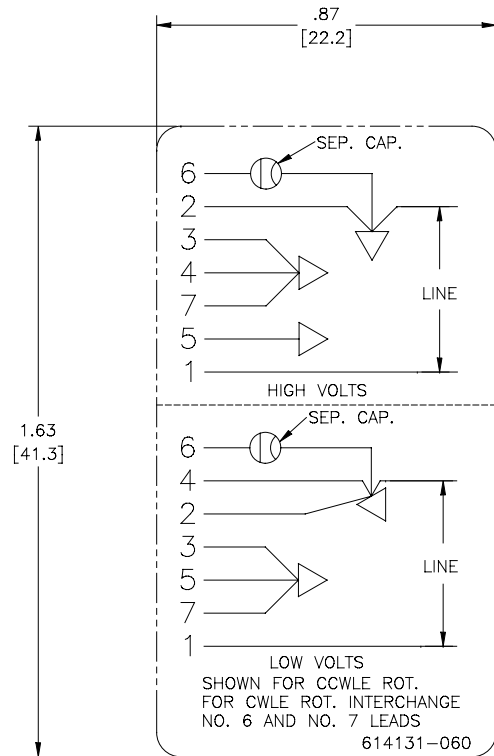 .87
[22.2]
SEP. CAP.
6
2
3
4
7
5
1
LINE
HIGH VOLTS
1.63
[41.3]
SEP. CAP.
6
4
2
3
5
7
1
LINE
LOW VOLTS
SHOWN FOR CCWLE ROT.
FOR CWLE ROT. INTERCHANGE
NO. 6 AND NO. 7 LEADS
614131-060